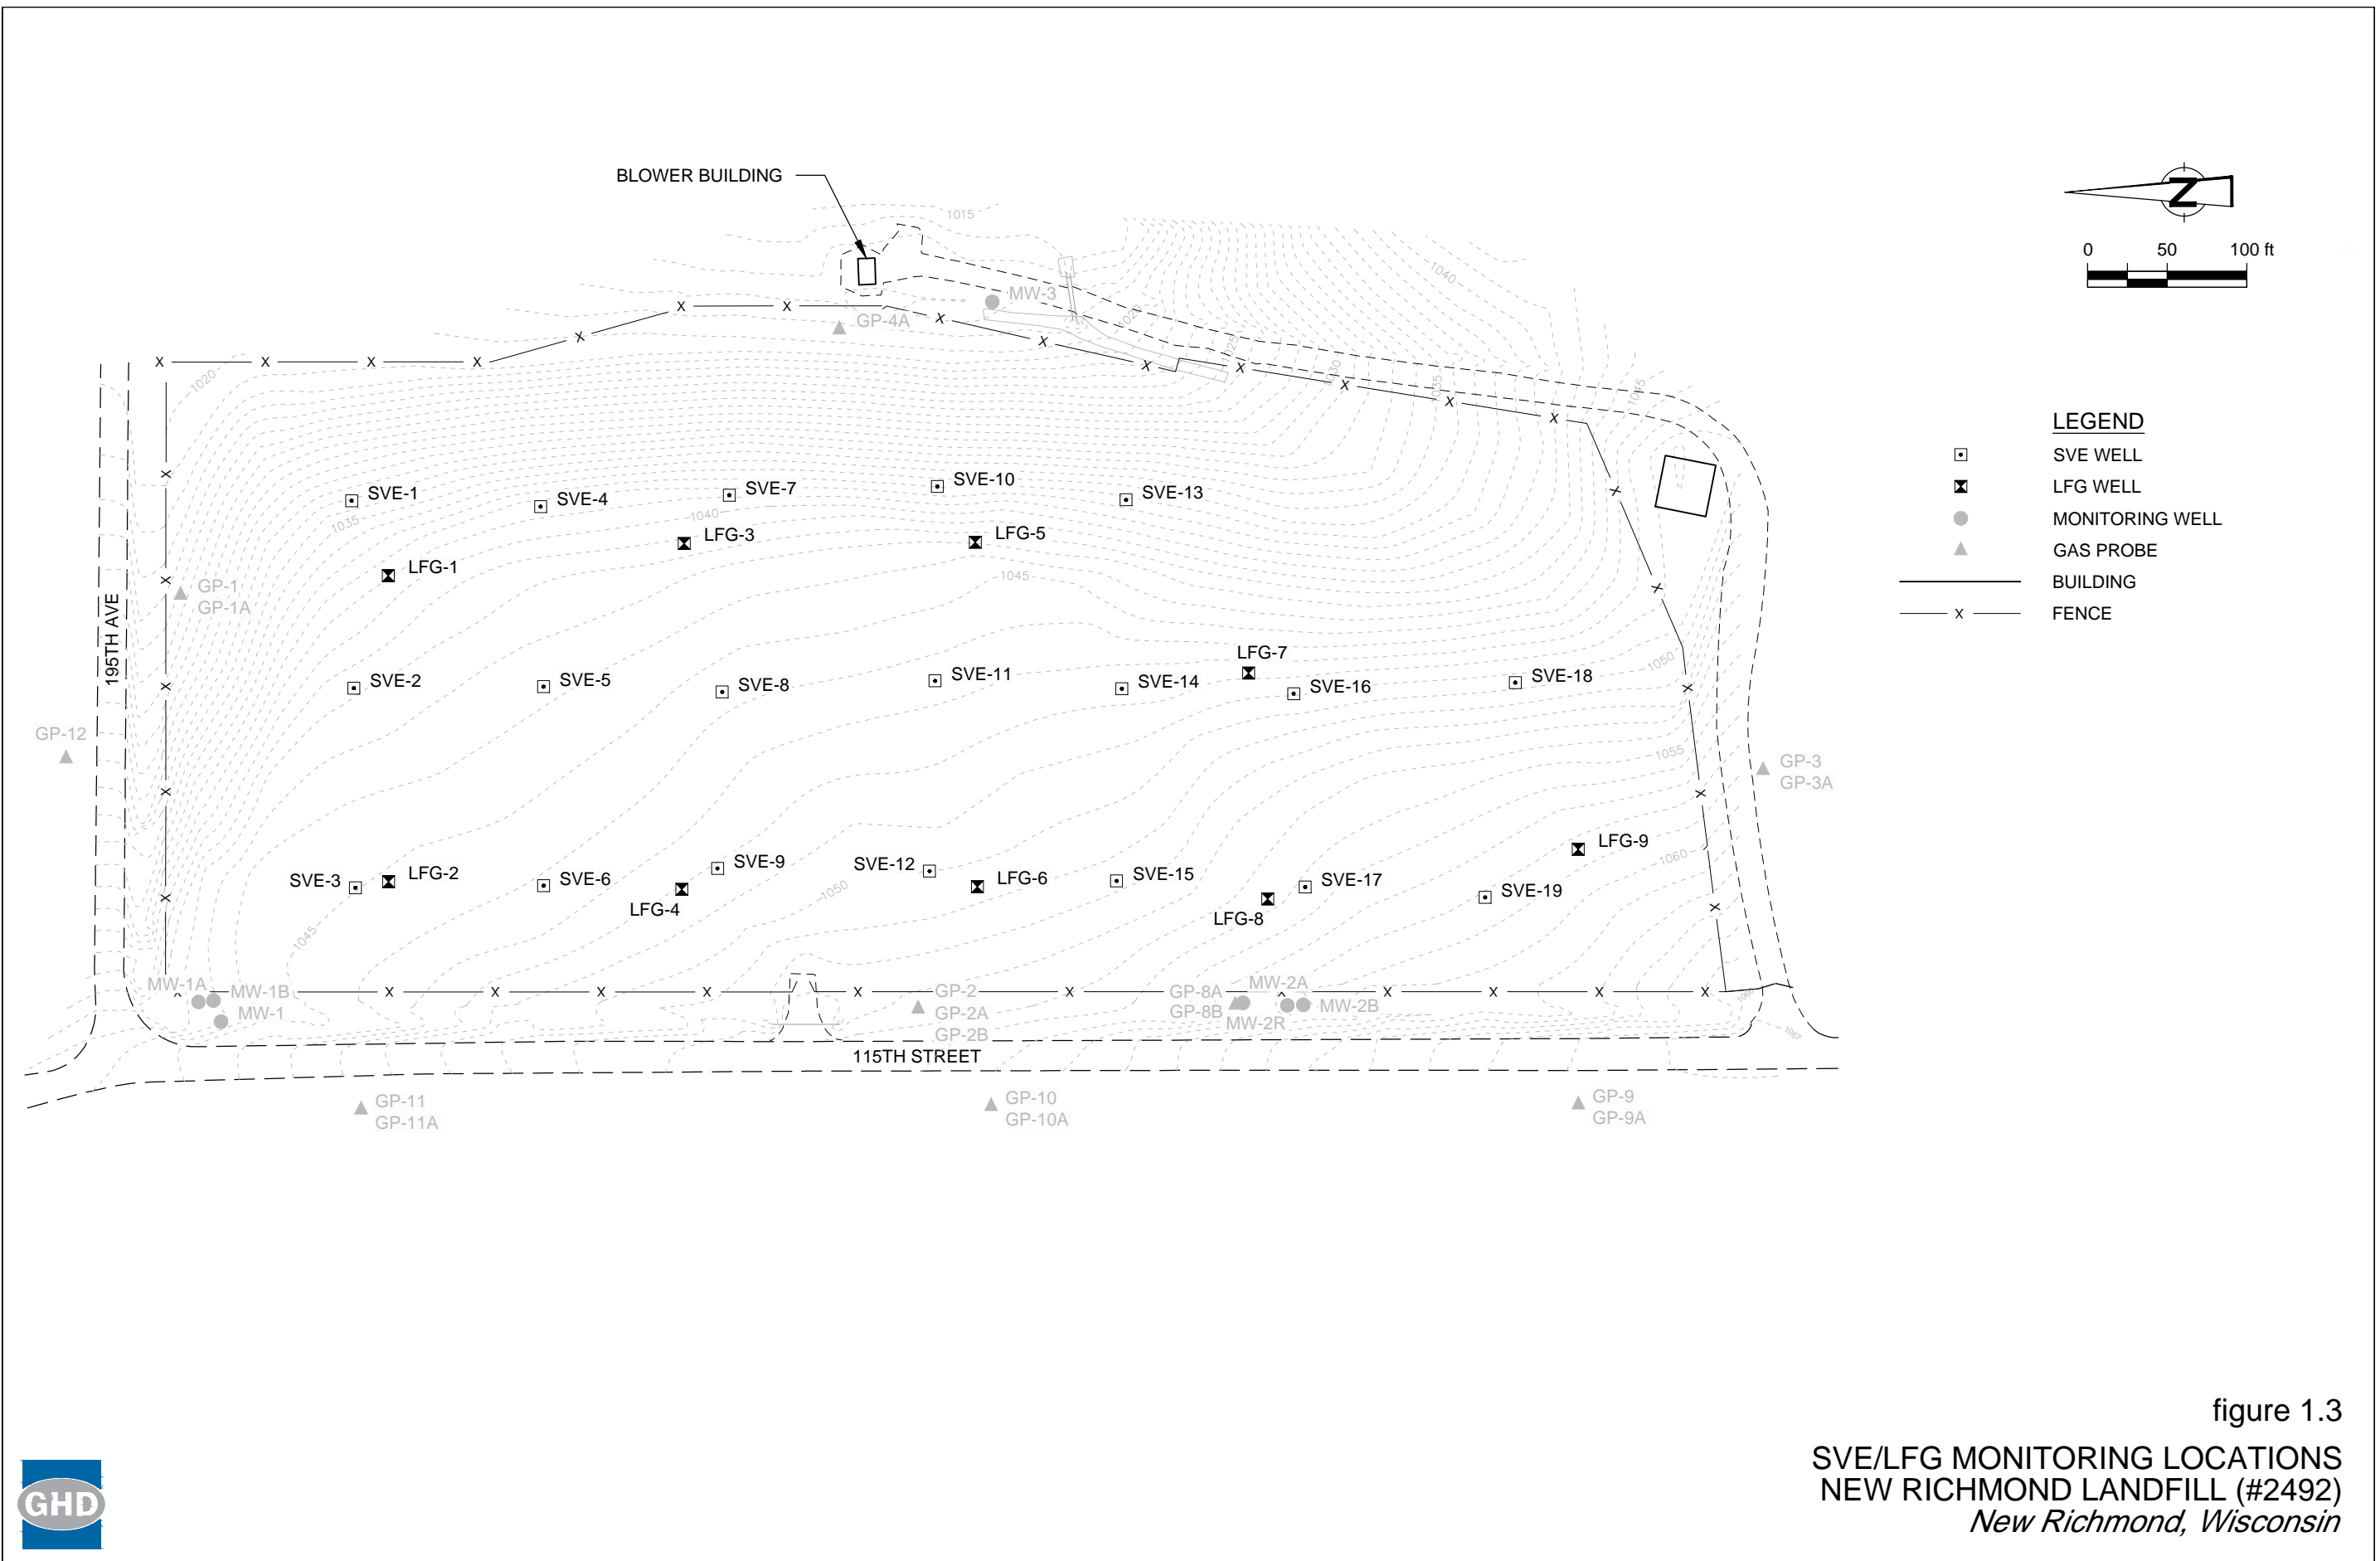 BLOWER BUILDING
1015
N
0 50 100 ft
1040
MW-3
GP-4A
1020
1025
1030
1035
1045
1020
LEGEND
SVE WELL
LFG WELL
MONITORING WELL
GAS PROBE
BUILDING
X FENCE
SVE-1
SVE-4
SVE-7
SVE-10
SVE-13
1035
1040
LFG-3
LFG-5
LFG-1
1045
GP-1
GP-1A
195TH AVE
LFG-7
1050
SVE-2
SVE-5
SVE-8
SVE-11
SVE-14
SVE-16
SVE-18
GP-12
1055
GP-3
GP-3A
LFG-9
1060
SVE-3
LFG-2
SVE-6
SVE-9
SVE-12
LFG-6
SVE-15
SVE-17
SVE-19
LFG-4
LFG-8
1050
1045
MW-1A
MW-1B
MW-1
GP-2
GP-2A
GP-2B
GP-8A
GP-8B
MW-2A
MW-2B
MW-2R
1067
115TH STREET
GP-11
GP-11A
GP-10
GP-10A
GP-9
GP-9A
figure 1.3
SVE/LFG MONITORING LOCATIONS
NEW RICHMOND LANDFILL (#2492)
New Richmond, Wisconsin
GHD